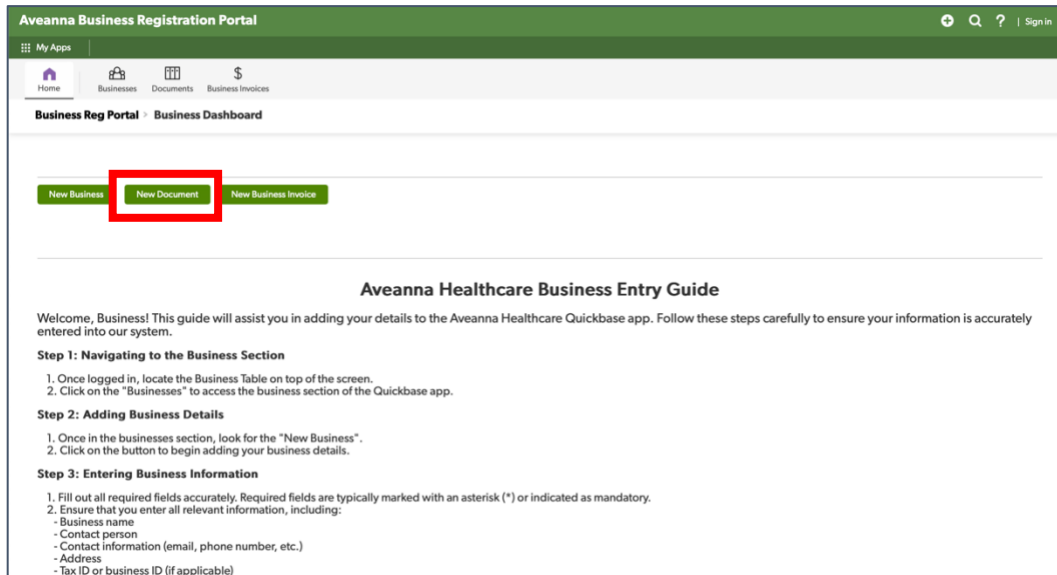 Aveanna Business Registration Portal
? | Sign in
My Apps
Home Businesses Documents Business Invoices
Business Reg Portal > Business Dashboard
New Business New Document New Business Invoice
Aveanna Healthcare Business Entry Guide
Welcome, Business! This guide will assist you in adding your details to the Aveanna Healthcare Quickbase app. Follow these steps carefully to ensure your information is accurately
entered into our system.
Step 1: Navigating to the Business Section
1. Once logged in, locate the Business Table on top of the screen.
2. Click on the "Businesses" to access the business section of the Quickbase app.
Step 2: Adding Business Details
1. Once in the businesses section, look for the "New Business".
2. Click on the button to begin adding your business details.
Step 3: Entering Business Information
1. Fill out all required fields accurately. Required fields are typically marked with an asterisk (*) or indicated as mandatory.
2. Ensure that you enter all relevant information, including:
- Business name
- Contact person
- Contact information (email, phone number, etc.)
- Address
- Tax ID or business ID (if applicable)